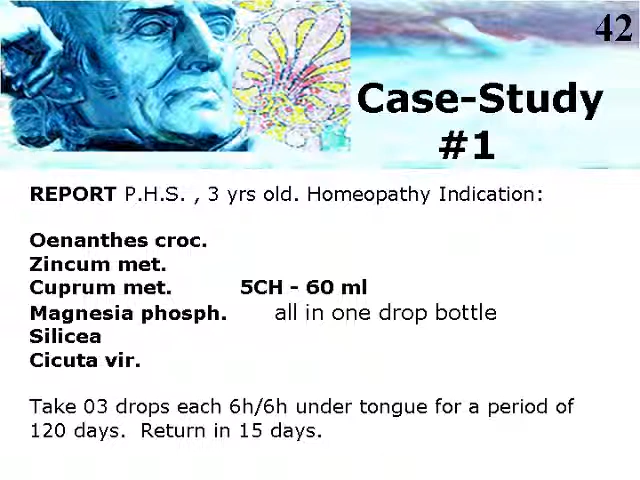 42
Case-Study
#1
REPORT P.H.S. , 3 yrs old. Homeopathy Indication:
Oenanthes croc.
Zincum met.
Cuprum met. 5CH - 60 ml
Magnesia phosph. all in one drop bottle
Silicea
Cicuta vir.
Take 03 drops each 6h/6h under tongue for a period of
120 days. Return in 15 days.